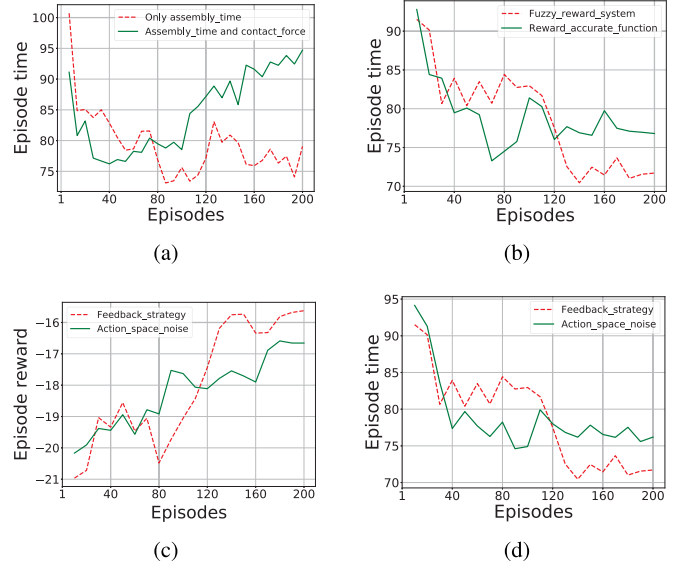 Only assembly_time
Assembly_time and contact_force
Episode time
100
95
90
85
80
75
1 40 80 120 160 200
Episodes
(a)
Fuzzy_reward_system
Reward_accurate_function
Episode time
90
85
80
75
70
1 40 80 120 160 200
Episodes
(b)
Feedback_strategy
Action_space_noise
Episode reward
−16
−17
−18
−19
−20
−21
1 40 80 120 160 200
Episodes
(c)
Feedback_strategy
Action_space_noise
Episode time
95
90
85
80
75
70
1 40 80 120 160 200
Episodes
(d)